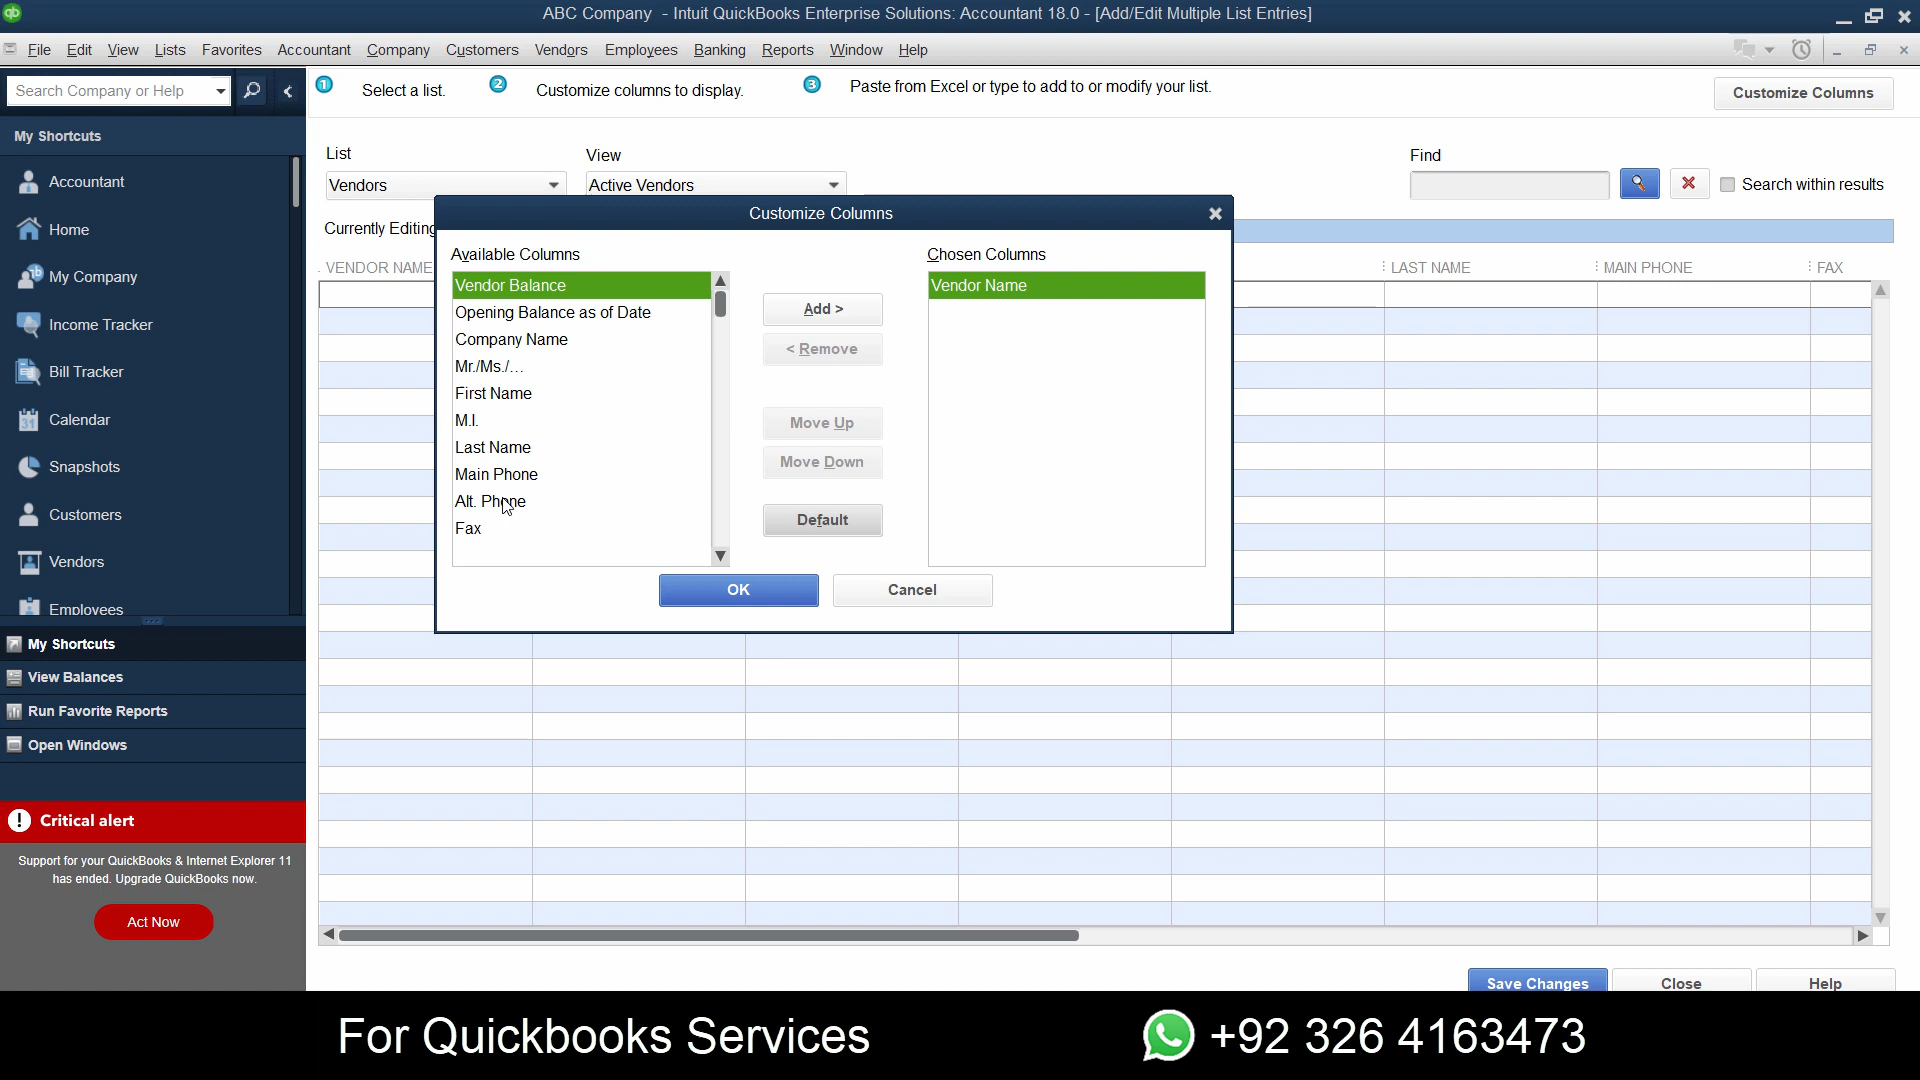 ABC Company - Intuit QuickBooks Enterprise Solutions: Accountant 18.0 - [Add/Edit Multiple List Entries]
File Edit View Lists Favorites Accountant Company Customers Vendors Employees Banking Reports Window Help
Search Company or Help
1 Select a list. 2 Customize columns to display. 3 Paste from Excel or type to add to or modify your list.
Customize Columns
My Shortcuts
Accountant
Home
My Company
Income Tracker
Bill Tracker
Calendar
Snapshots
Customers
Vendors
Employees
My Shortcuts
View Balances
Run Favorite Reports
Open Windows
Critical alert
Support for your QuickBooks & Internet Explorer 11
has ended. Upgrade QuickBooks now.
Act Now
List View Find
Vendors Active Vendors Search within results
Currently Editing
VENDOR NAME LAST NAME MAIN PHONE FAX
Customize Columns
Available Columns Chosen Columns
Vendor Balance
Opening Balance as of Date
Company Name
Mr./Ms./...
First Name
M.I.
Last Name
Main Phone
Alt. Phone
Fax
Add >
< Remove
Move Up
Move Down
Default
Vendor Name
OK Cancel
Save Changes Close Help
For Quickbooks Services +92 326 4163473